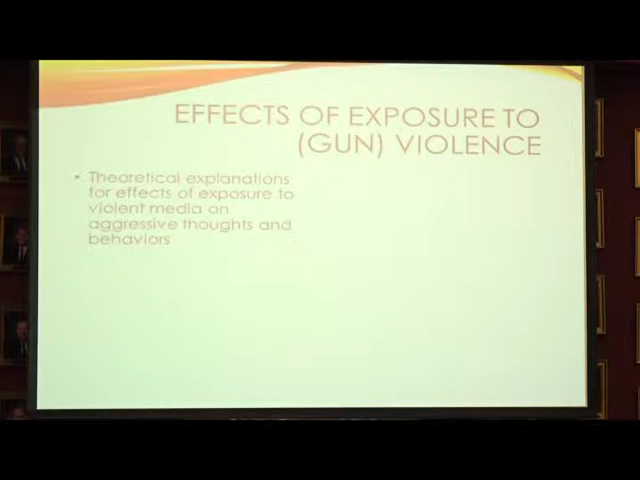 EFFECTS OF EXPOSURE TO
(GUN) VIOLENCE
• Theoretical explanations
for effects of exposure to
violent media on
aggressive thoughts and
behaviors